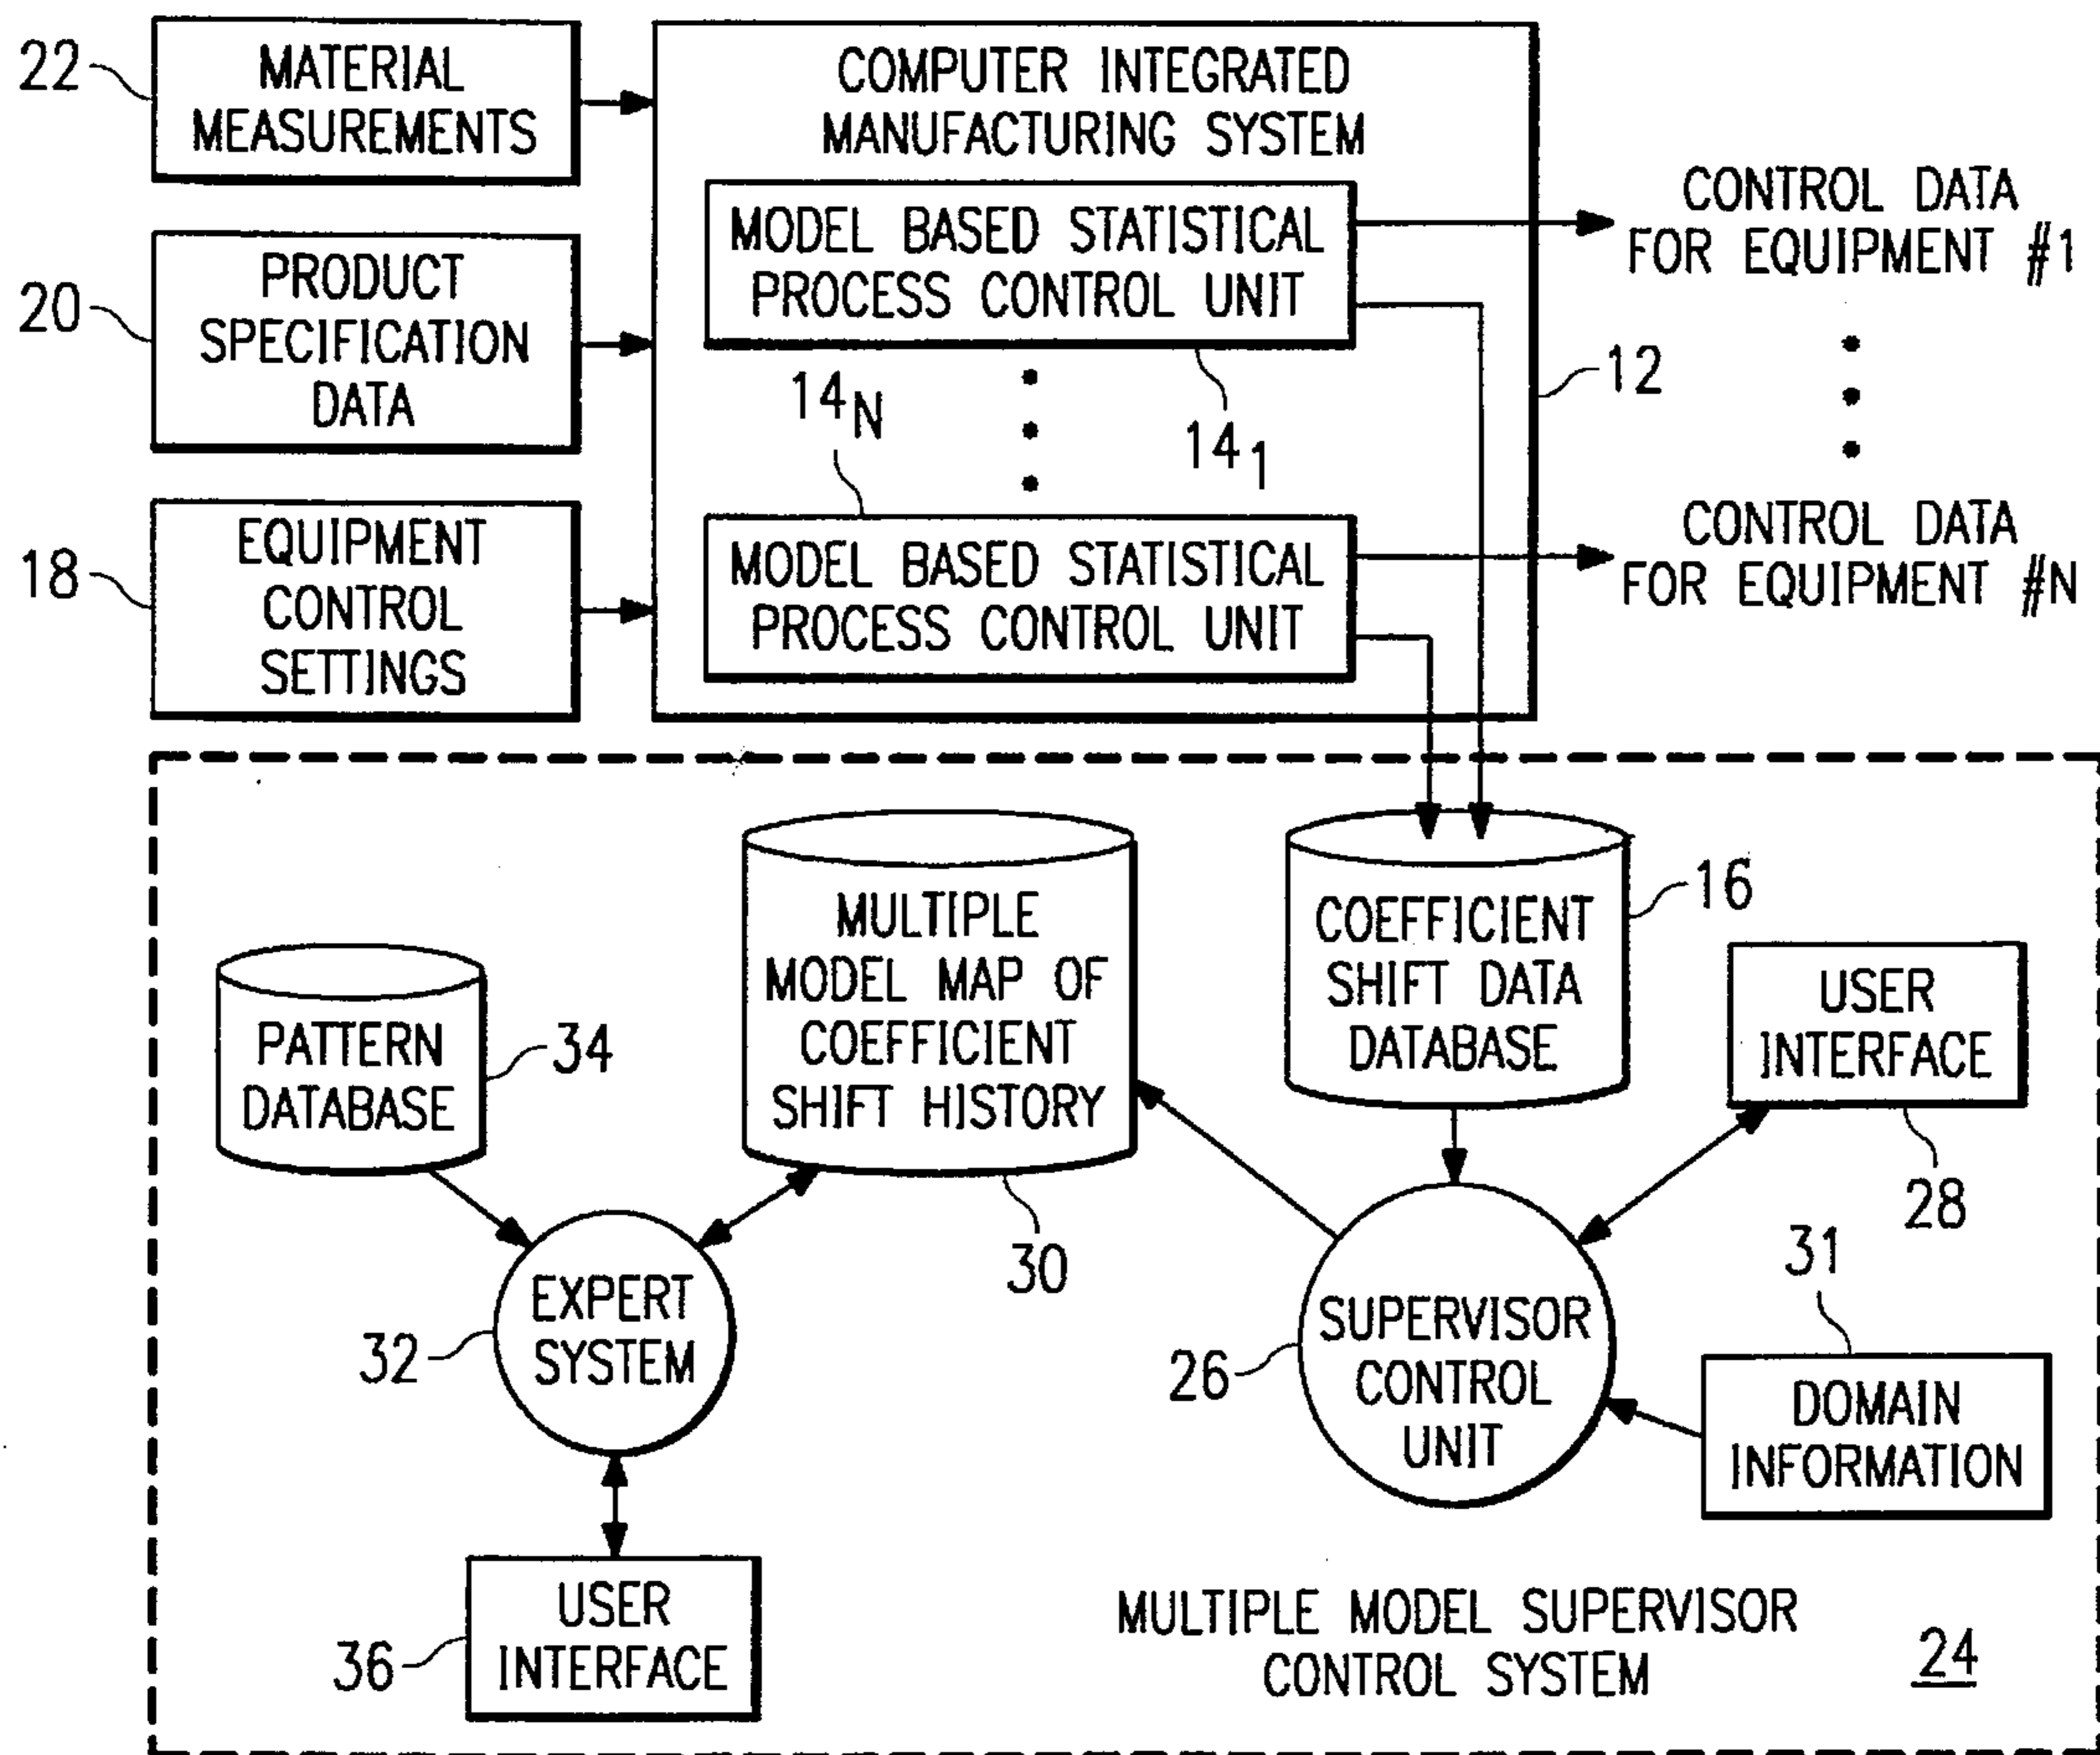 22
MATERIAL
MEASUREMENTS
20
PRODUCT
SPECIFICATION
DATA
18
EQUIPMENT
CONTROL
SETTINGS
COMPUTER INTEGRATED
MANUFACTURING SYSTEM
MODEL BASED STATISTICAL
PROCESS CONTROL UNIT
14N
141
MODEL BASED STATISTICAL
PROCESS CONTROL UNIT
12
CONTROL DATA
FOR EQUIPMENT #1
CONTROL DATA
FOR EQUIPMENT #N
PATTERN
DATABASE
34
MULTIPLE
MODEL MAP OF
COEFFICIENT
SHIFT HISTORY
30
COEFFICIENT
SHIFT DATA
DATABASE
16
USER
INTERFACE
28
EXPERT
SYSTEM
32
SUPERVISOR
CONTROL
UNIT
26
31
DOMAIN
INFORMATION
USER
INTERFACE
36
MULTIPLE MODEL SUPERVISOR
CONTROL SYSTEM
24